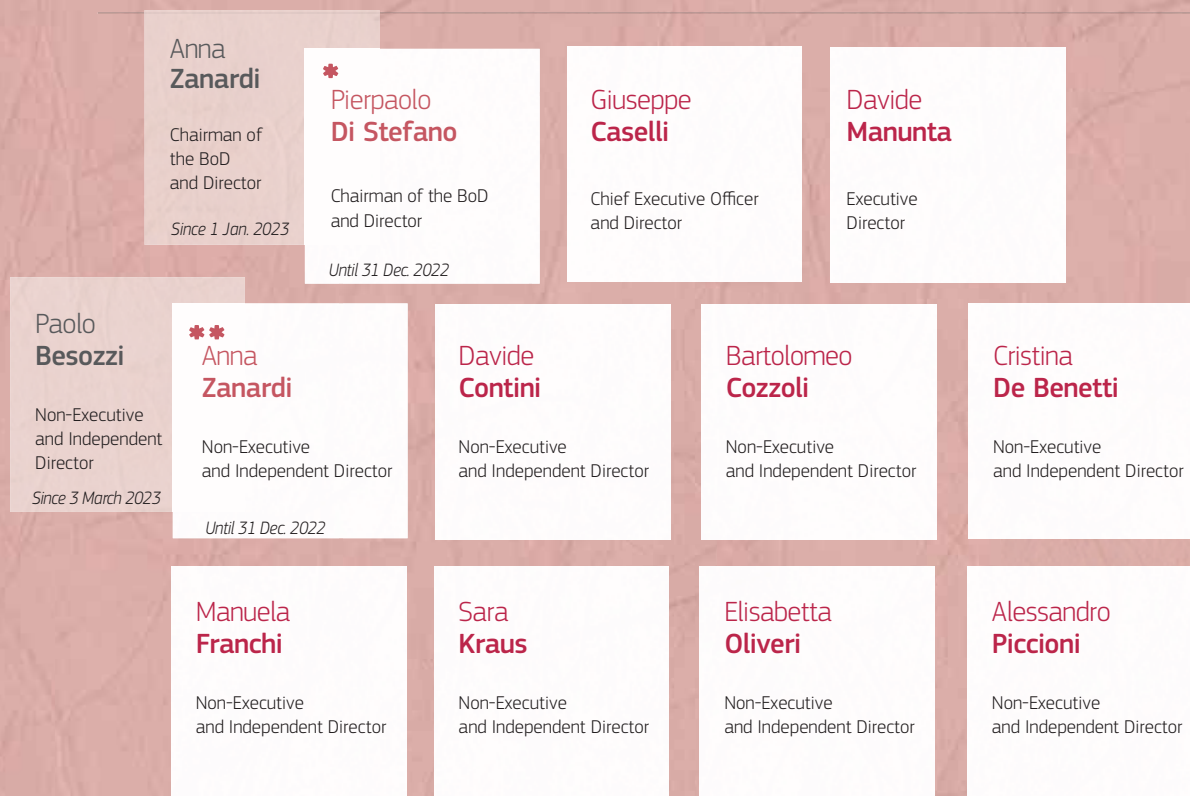 Anna
Zanardi
Chairman of
the BoD
and Director
Since 1 Jan. 2023
*
Pierpaolo
Di Stefano
Chairman of the BoD
and Director
Until 31 Dec. 2022
Giuseppe
Caselli
Chief Executive Officer
and Director
Davide
Manunta
Executive
Director
Paolo
Besozzi
Non-Executive
and Independent
Director
Since 3 March 2023
**
Anna
Zanardi
Non-Executive
and Independent Director
Until 31 Dec. 2022
Davide
Contini
Non-Executive
and Independent Director
Bartolomeo
Cozzoli
Non-Executive
and Independent Director
Cristina
De Benetti
Non-Executive
and Independent Director
Manuela
Franchi
Non-Executive
and Independent Director
Sara
Kraus
Non-Executive
and Independent Director
Elisabetta
Oliveri
Non-Executive
and Independent Director
Alessandro
Piccioni
Non-Executive
and Independent Director